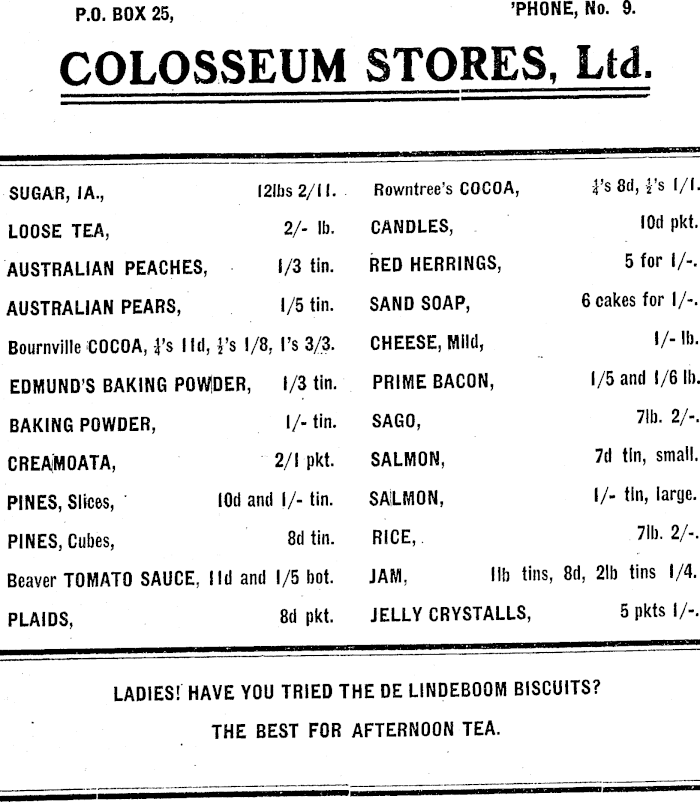 P.O. BOX 25,
'PHONE, No. 9.
COLOSSEUM STORES, Ltd.
SUGAR, IA., 12lbs 2/11.
LOOSE TEA, 2/- lb.
AUSTRALIAN PEACHES, 1/3 tin.
AUSTRALIAN PEARS, 1/5 tin.
Bournville COCOA, ¼'s 11d, ½'s 1/8, 1's 3/3.
EDMUND'S BAKING POWDER, 1/3 tin.
BAKING POWDER, 1/- tin.
CREAMOATA, 2/1 pkt.
PINES, Slices, 10d and 1/- tin.
PINES, Cubes, 8d tin.
Beaver TOMATO SAUCE, 11d and 1/5 bot.
PLAIDS, 8d pkt.
Rowntree's COCOA, ¼'s 8d, ½'s 1/1.
CANDLES, 10d pkt.
RED HERRINGS, 5 for 1/-.
SAND SOAP, 6 cakes for 1/-.
CHEESE, Mild, 1/- lb.
PRIME BACON, 1/5 and 1/6 lb.
SAGO, 7lb. 2/-.
SALMON, 7d tin, small.
SALMON, 1/- tin, large.
RICE, 7lb. 2/-.
JAM, 1lb tins, 8d, 2lb tins 1/4.
JELLY CRYSTALLS, 5 pkts 1/-.
LADIES! HAVE YOU TRIED THE DE LINDEBOOM BISCUITS?
THE BEST FOR AFTERNOON TEA.